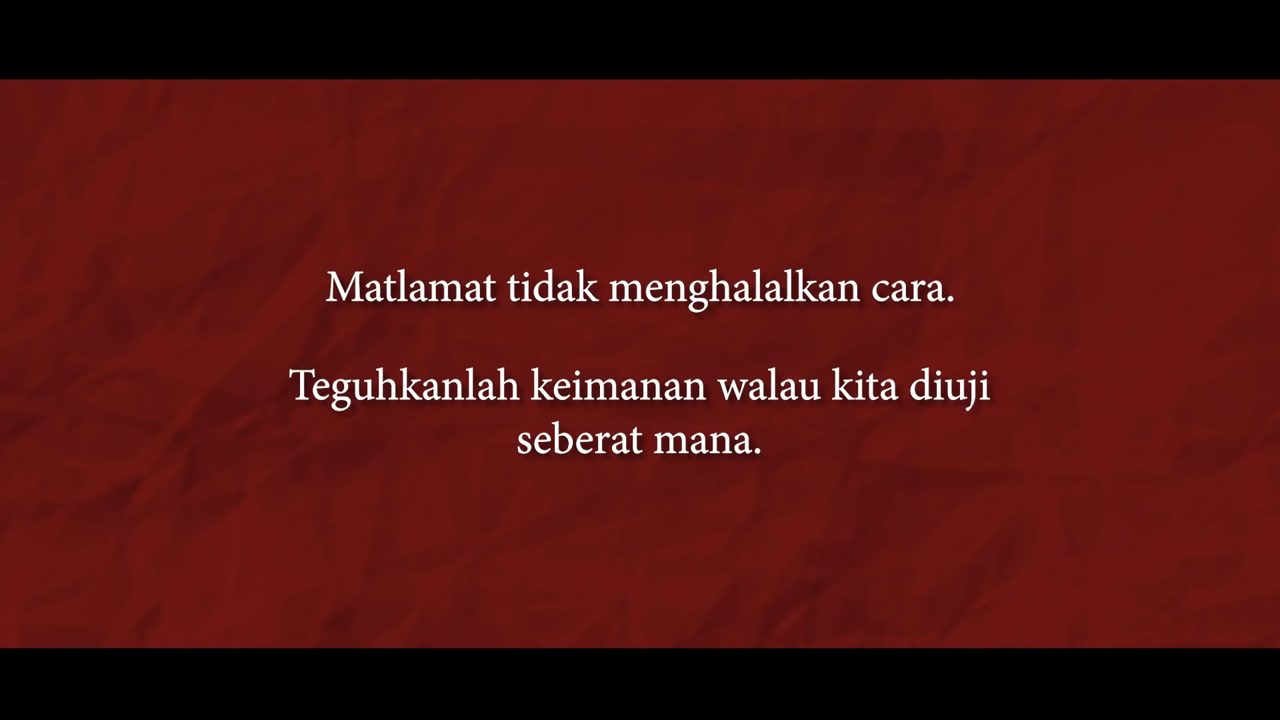 Matlamat tidak menghalalkan cara.
Teguhkanlah keimanan walau kita diuji
seberat mana.